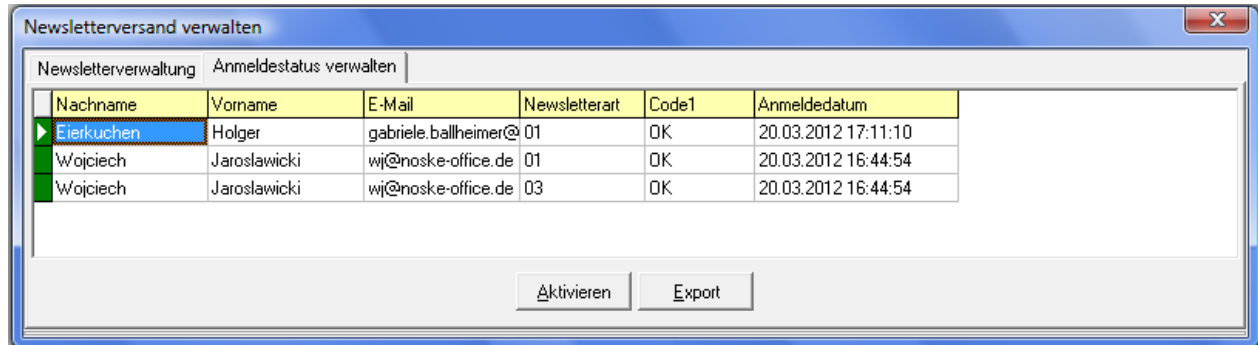 Newsletterversand verwalten
Newsletterverwaltung Anmeldestatus verwalten
Nachname Vorname E-Mail Newsletterart Code1 Anmeldedatum
Eierkuchen Holger gabriele.ballheimer@ 01 OK 20.03.2012 17:11:10
Wojciech Jaroslawicki wj@noske-office.de 01 OK 20.03.2012 16:44:54
Wojciech Jaroslawicki wj@noske-office.de 03 OK 20.03.2012 16:44:54
Aktivieren Export